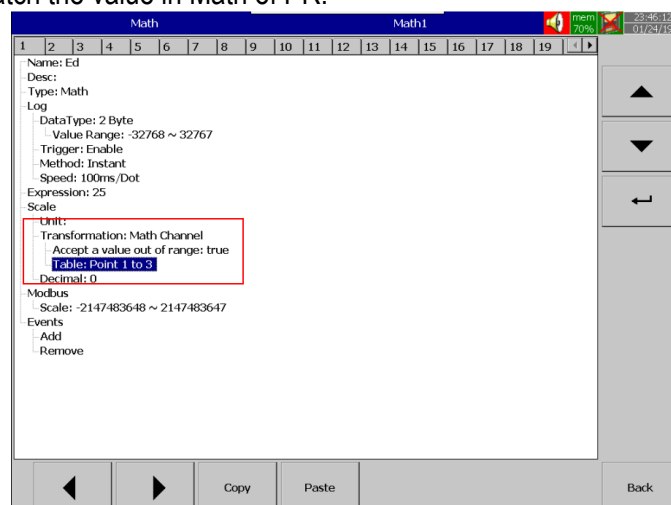 tch the value in Math of PR.
Math Math1 mem 70% 23:46:12 01/24/19
1 2 3 4 5 6 7 8 9 10 11 12 13 14 15 16 17 18 19
Name: Ed
Desc:
Type: Math
Log
DataType: 2 Byte
Value Range: -32768 ~ 32767
Trigger: Enable
Method: Instant
Speed: 100ms/Dot
Expression: 25
Scale
Unit:
Transformation: Math Channel
Accept a value out of range: true
Table: Point 1 to 3
Decimal: 0
Modbus
Scale: -2147483648 ~ 2147483647
Events
Add
Remove
Copy Paste Back